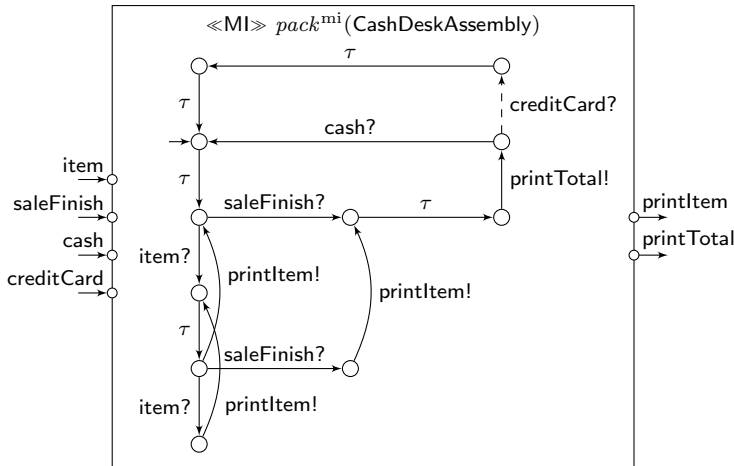 ≪MI≫ pack^mi(CashDeskAssembly)
τ
τ
creditCard?
cash?
τ
item
printTotal!
saleFinish
saleFinish?
τ
printItem
cash
item?
printItem!
printTotal
creditCard
printItem!
τ
saleFinish?
item?
printItem!